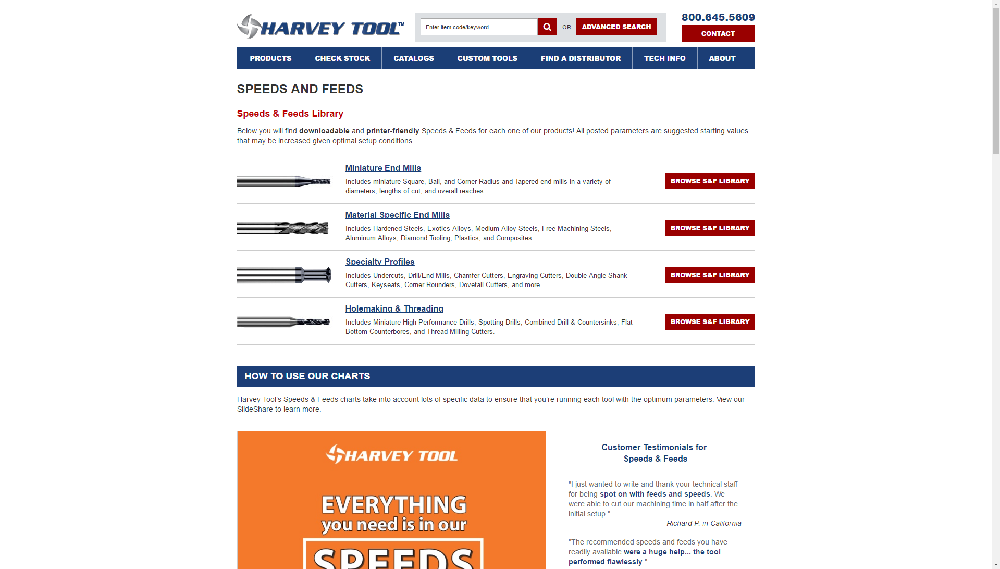 HARVEY TOOL™
Enter item code/keyword
OR
ADVANCED SEARCH
800.645.5609
CONTACT
PRODUCTS
CHECK STOCK
CATALOGS
CUSTOM TOOLS
FIND A DISTRIBUTOR
TECH INFO
ABOUT
SPEEDS AND FEEDS
Speeds & Feeds Library
Below you will find downloadable and printer-friendly Speeds & Feeds for each one of our products! All posted parameters are suggested starting values
that may be increased given optimal setup conditions.
Miniature End Mills
Includes miniature Square, Ball, and Corner Radius and Tapered end mills in a variety of
diameters, lengths of cut, and overall reaches.
BROWSE S&F LIBRARY
Material Specific End Mills
Includes Hardened Steels, Exotics Alloys, Medium Alloy Steels, Free Machining Steels,
Aluminum Alloys, Diamond Tooling, Plastics, and Composites.
BROWSE S&F LIBRARY
Specialty Profiles
Includes Undercuts, Drill/End Mills, Chamfer Cutters, Engraving Cutters, Double Angle Shank
Cutters, Keyseats, Corner Rounders, Dovetail Cutters, and more.
BROWSE S&F LIBRARY
Holemaking & Threading
Includes Miniature High Performance Drills, Spotting Drills, Combined Drill & Countersinks, Flat
Bottom Counterbores, and Thread Milling Cutters.
BROWSE S&F LIBRARY
HOW TO USE OUR CHARTS
Harvey Tool's Speeds & Feeds charts take into account lots of specific data to ensure that you're running each tool with the optimum parameters. View our
SlideShare to learn more.
HARVEY TOOL
EVERYTHING
you need is in our
SPEEDS
Customer Testimonials for
Speeds & Feeds
"I just wanted to write and thank your technical staff
for being spot on with feeds and speeds. We
were able to cut our machining time in half after the
initial setup."
- Richard P. in California
"The recommended speeds and feeds you have
readily available were a huge help... the tool
performed flawlessly."